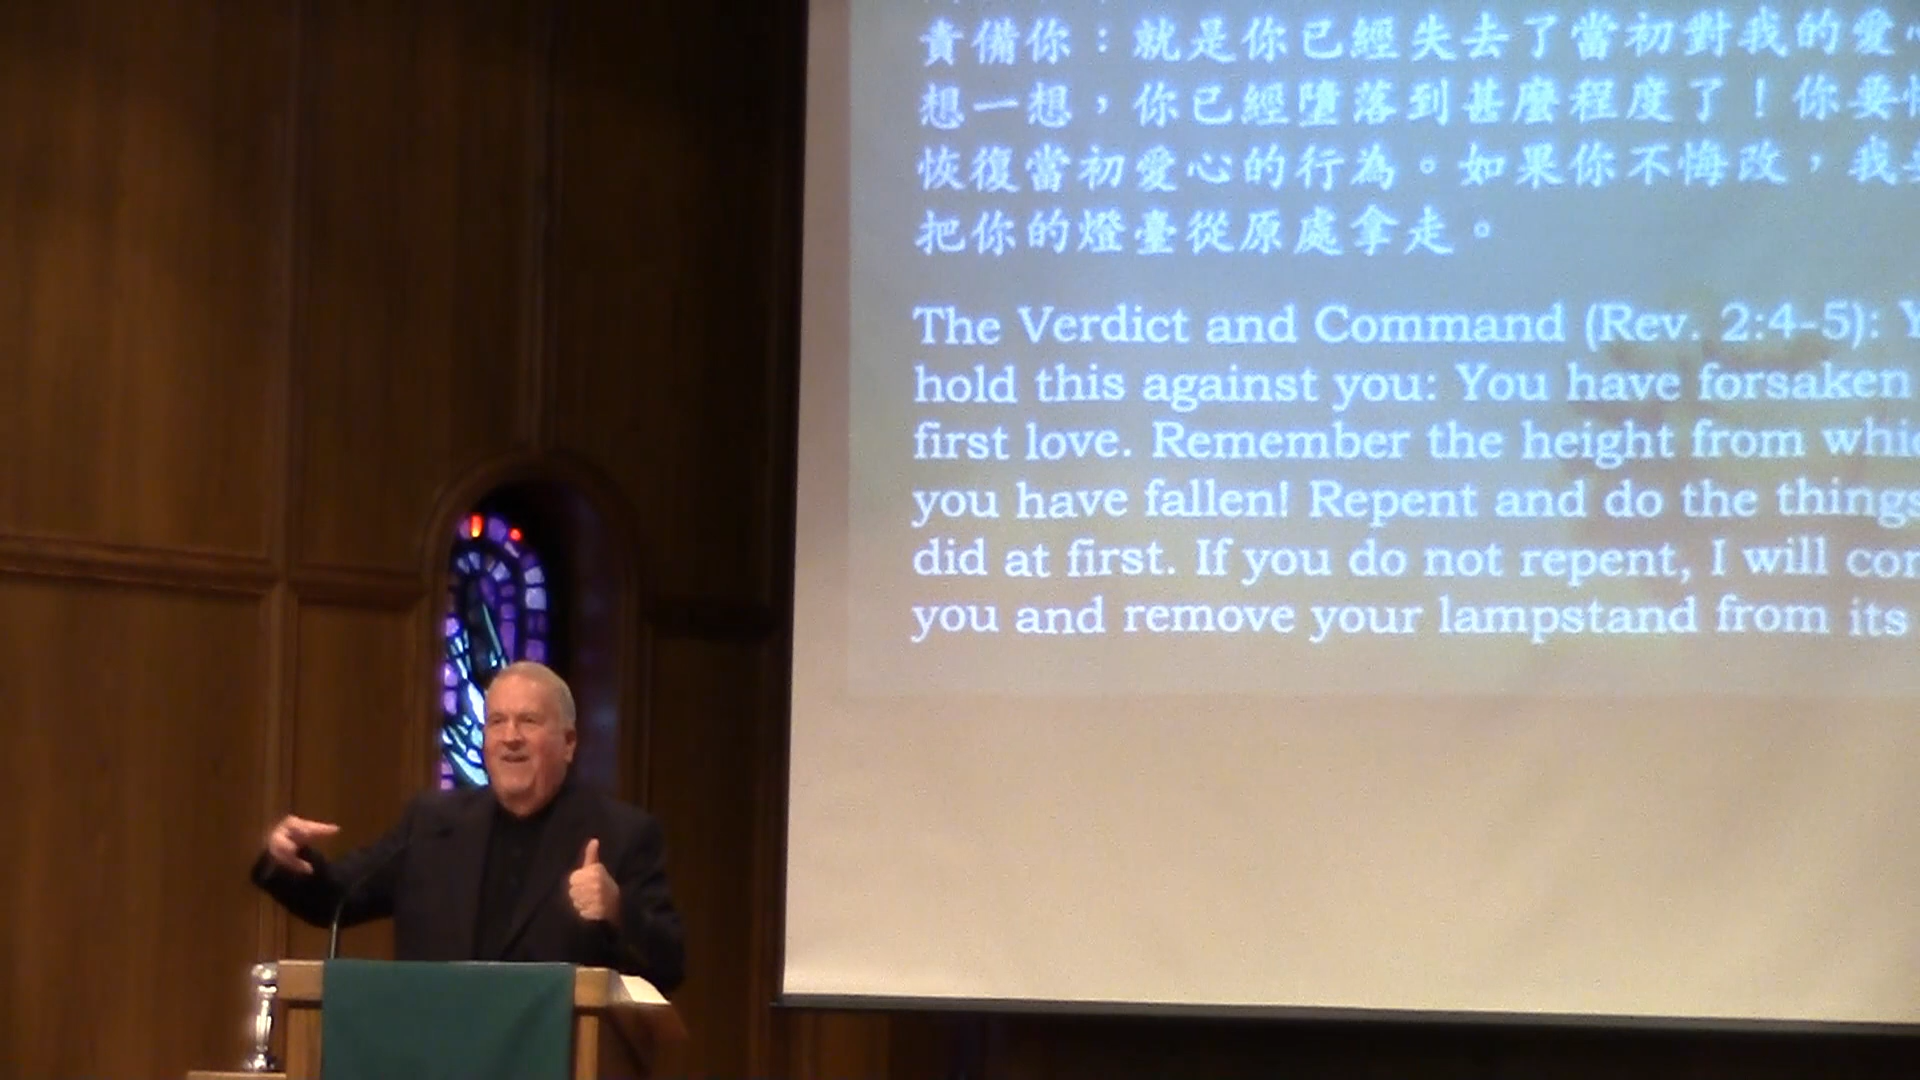 責備你：就是你已經失去了當初對我的愛
想一想，你已經墮落到甚麼程度了！你要
恢復當初愛心的行為。如果你不悔改，我
把你的燈臺從原處拿走。
The Verdict and Command (Rev. 2:4-5):
hold this against you: You have forsaken
first love. Remember the height from
you have fallen! Repent and do the things
did at first. If you do not repent, I will
you and remove your lampstand from its